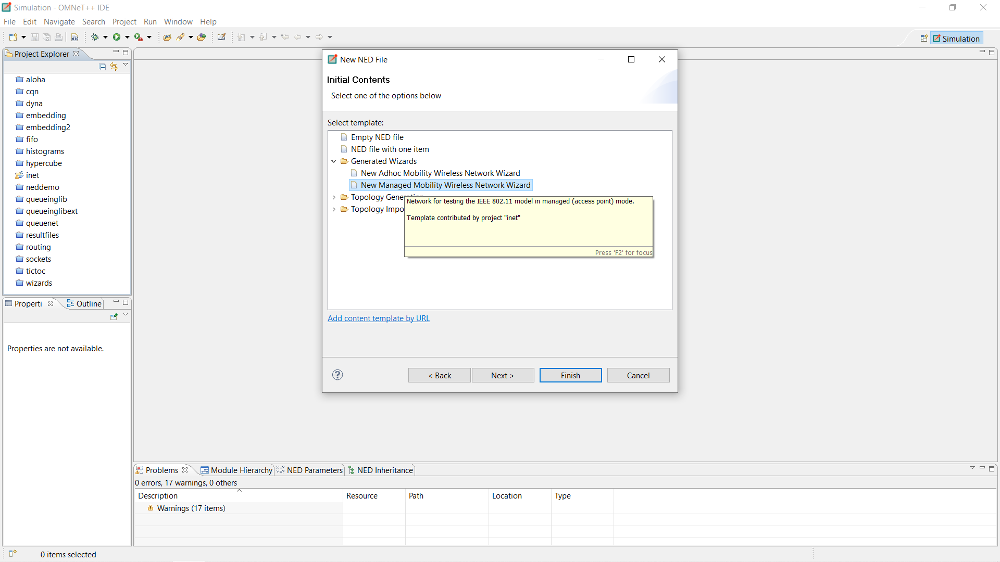 Simulation - OMNeT++ IDE
File Edit Navigate Search Project Run Window Help
Simulation
Project Explorer
aloha
cqn
dyna
embedding
embedding2
fifo
histograms
hypercube
inet
neddemo
queueinglib
queueinglibext
queuenet
resultfiles
routing
sockets
tictoc
wizards
Properti
Outline
Properties are not available.
New NED File
Initial Contents
Select one of the options below
Select template:
Empty NED file
NED file with one item
Generated Wizards
New Adhoc Mobility Wireless Network Wizard
New Managed Mobility Wireless Network Wizard
Topology
Topology
Network for testing the IEEE 802.11 model in managed (access point) mode.
Template contributed by project "inet"
Press 'F2' for focus
Add content template by URL
< Back Next > Finish Cancel
Problems Module Hierarchy NED Parameters NED Inheritance
0 errors, 17 warnings, 0 others
Description Resource Path Location Type
Warnings (17 items)
0 items selected